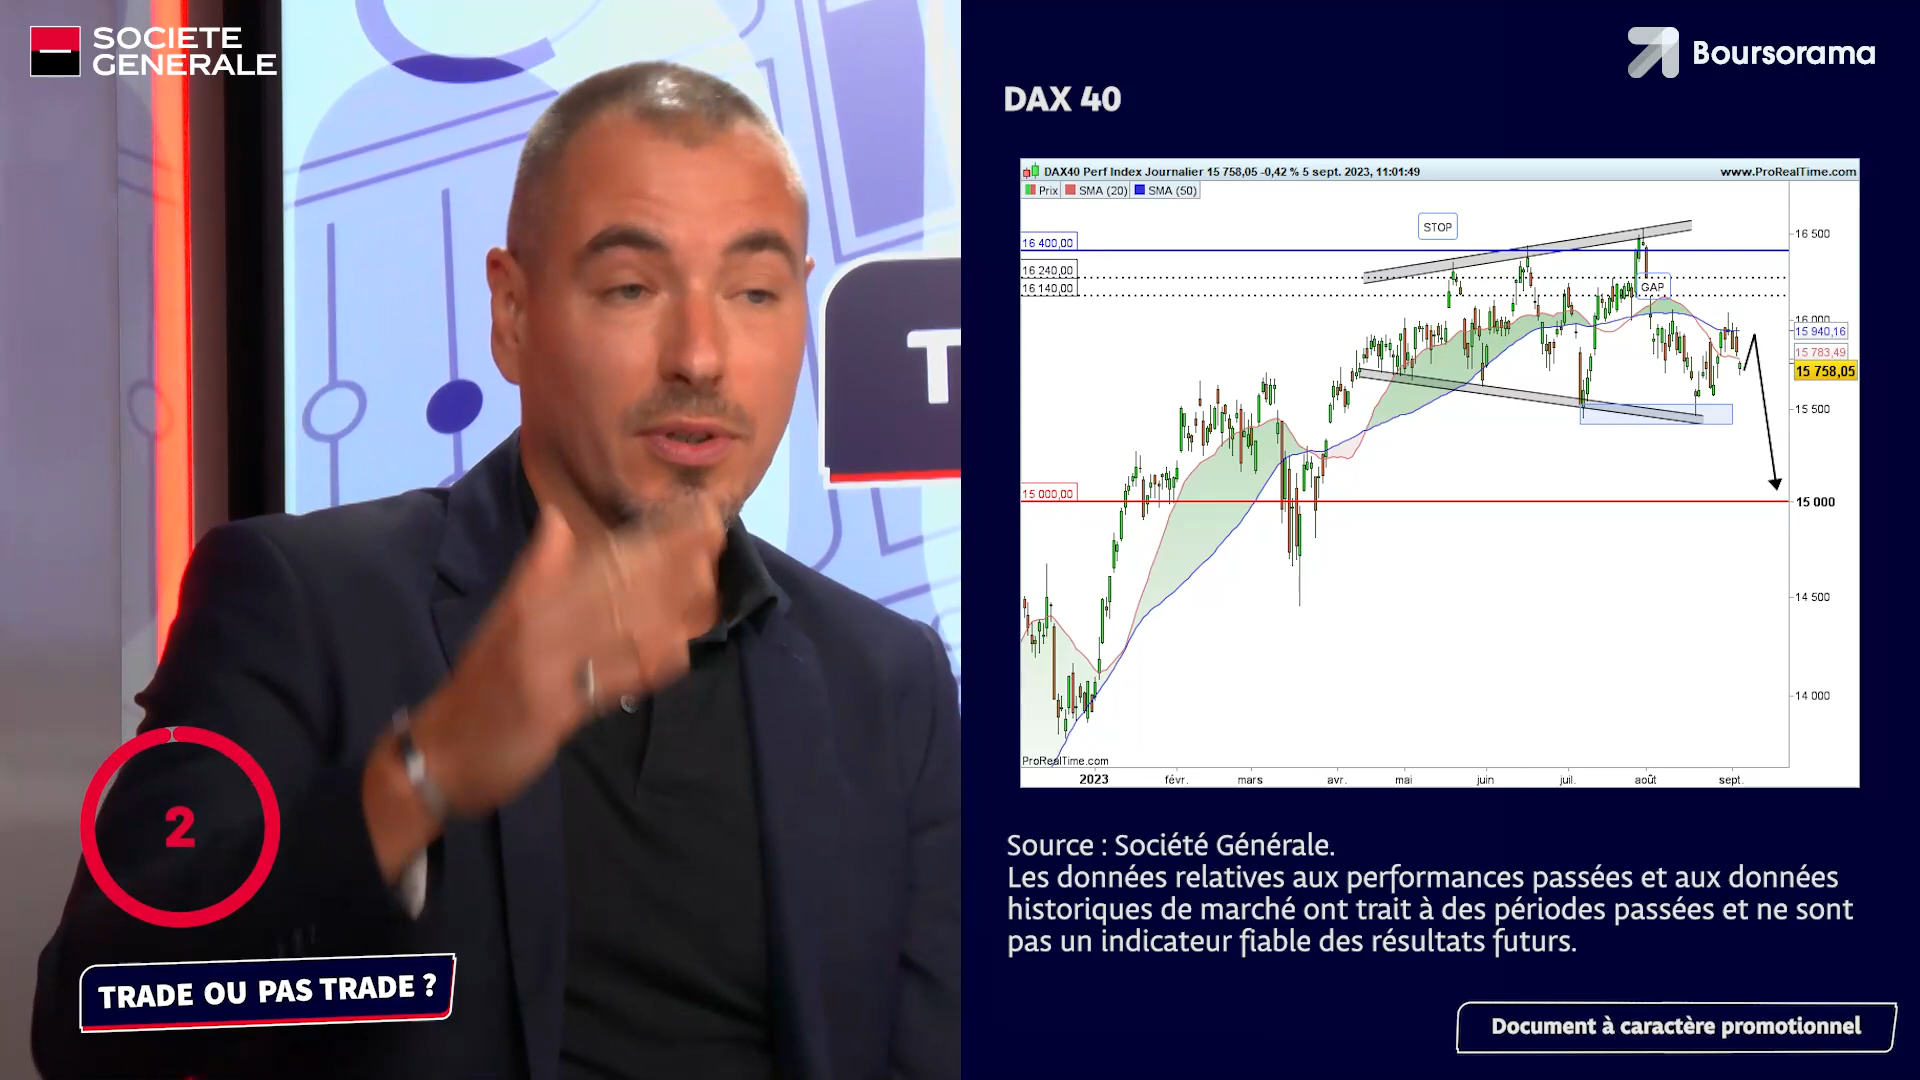 SOCIETE
GENERALE
T
2
TRADE OU PAS TRADE ?
Boursorama
DAX 40
DAX40 Perf Index Journalier 15 758,05 -0,42 % 5 sept. 2023, 11:01:49
www.ProRealTime.com
Prix
SMA (20)
SMA (50)
STOP
16 400,00
16 240,00
16 140,00
GAP
15 000,00
16 500
16 000
15 940,16
15 783,49
15 758,05
15 500
15 000
14 500
14 000
ProRealTime.com
2023 févr. mars avr. mai juin juil. août sept.
Source : Société Générale.
Les données relatives aux performances passées et aux données
historiques de marché ont trait à des périodes passées et ne sont
pas un indicateur fiable des résultats futurs.
Document à caractère promotionnel